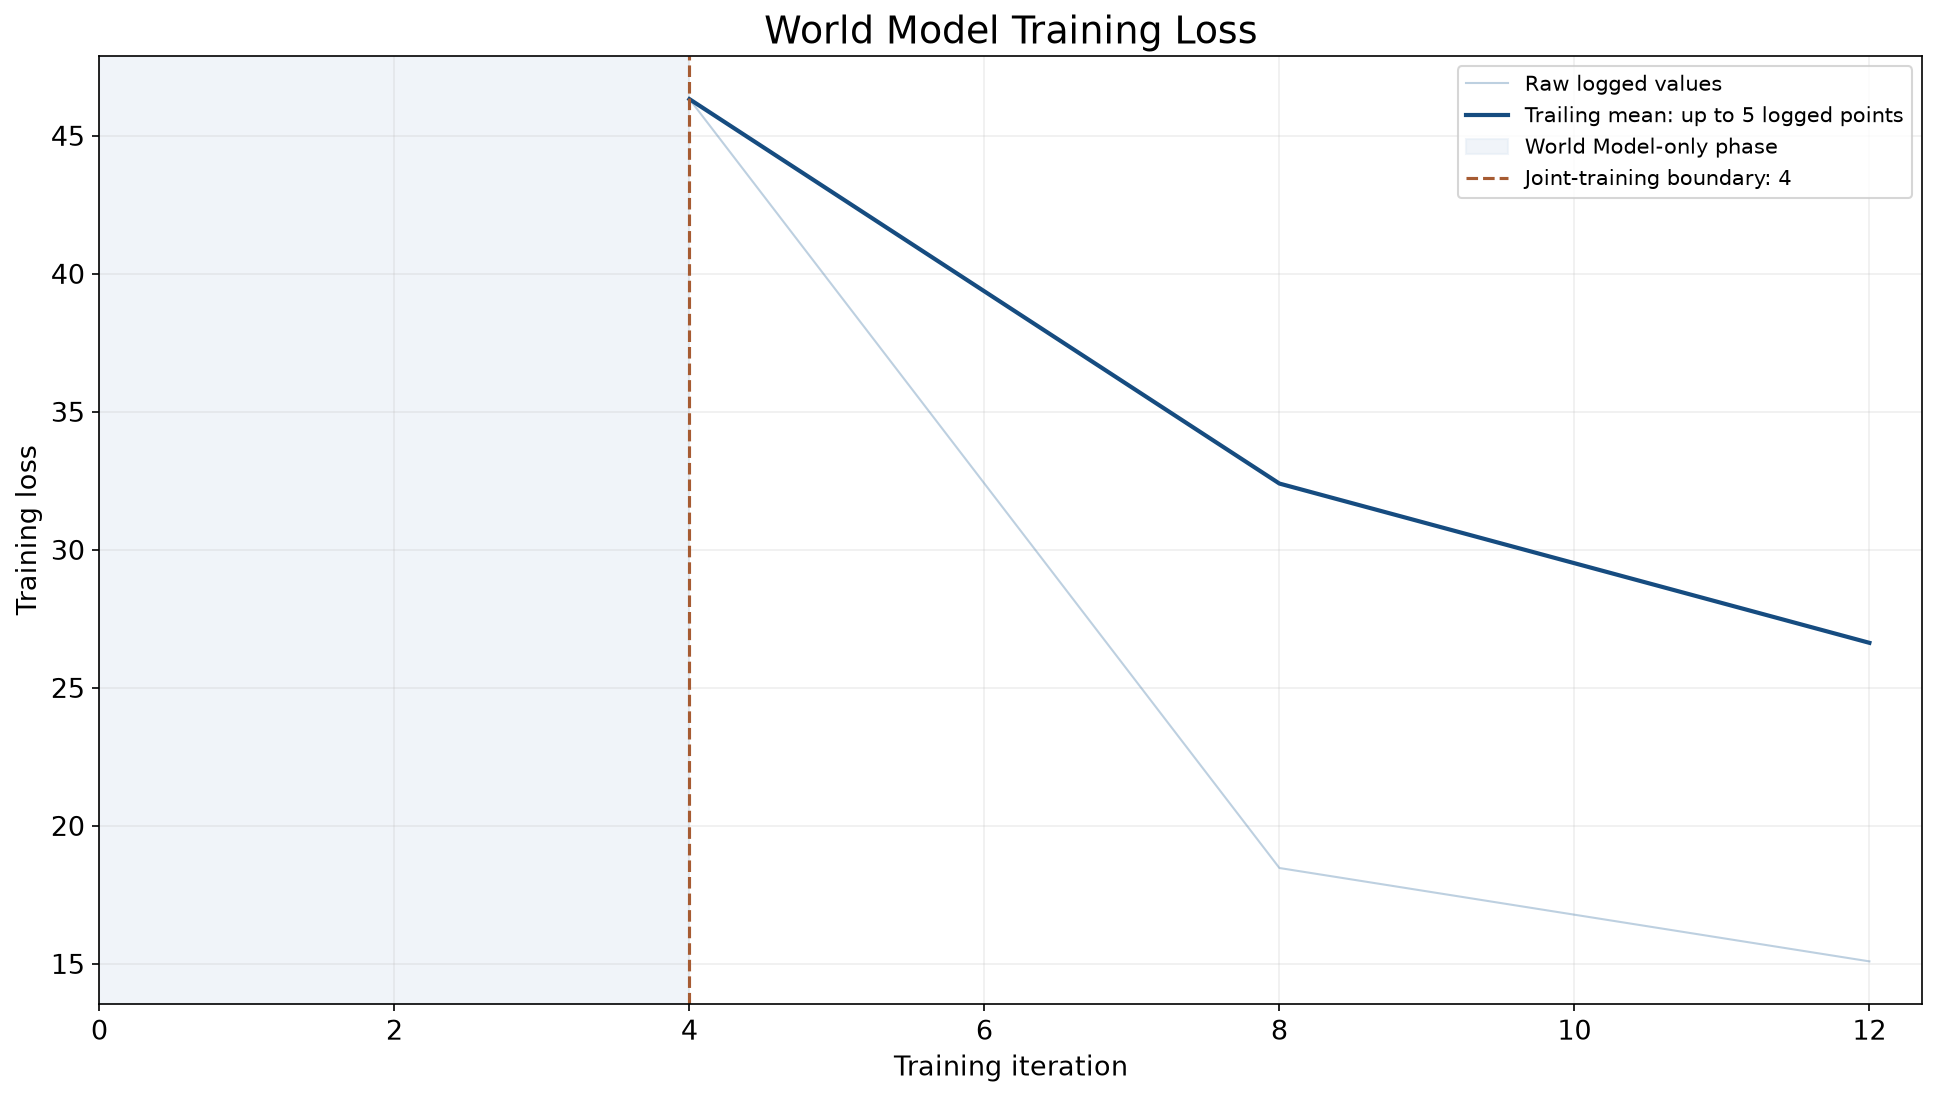 World Model Training Loss
Raw logged values
Trailing mean: up to 5 logged points
World Model-only phase
Joint-training boundary: 4
Training loss
45
40
35
30
25
20
15
0 2 4 6 8 10 12
Training iteration